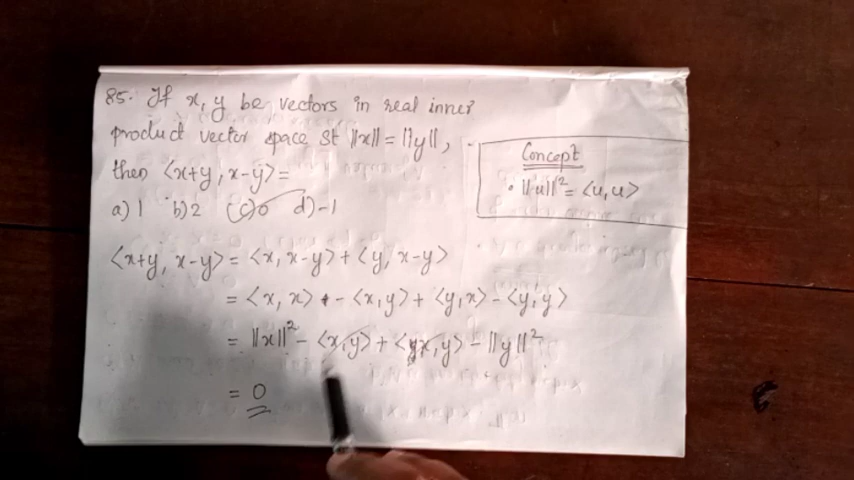 85. If x, y be vectors in real inner
product vector space st ||x|| = ||y||,
then ⟨x+y, x-y⟩ =
a) 1 b) 2 (c) 0 d) -1
Concept
• ||u||² = ⟨u, u⟩
⟨x+y, x-y⟩ = ⟨x, x-y⟩ + ⟨y, x-y⟩
= ⟨x, x⟩ - ⟨x, y⟩ + ⟨y, x⟩ - ⟨y, y⟩
= ||x||² - ⟨x, y⟩ + ⟨x, y⟩ - ||y||²
= 0